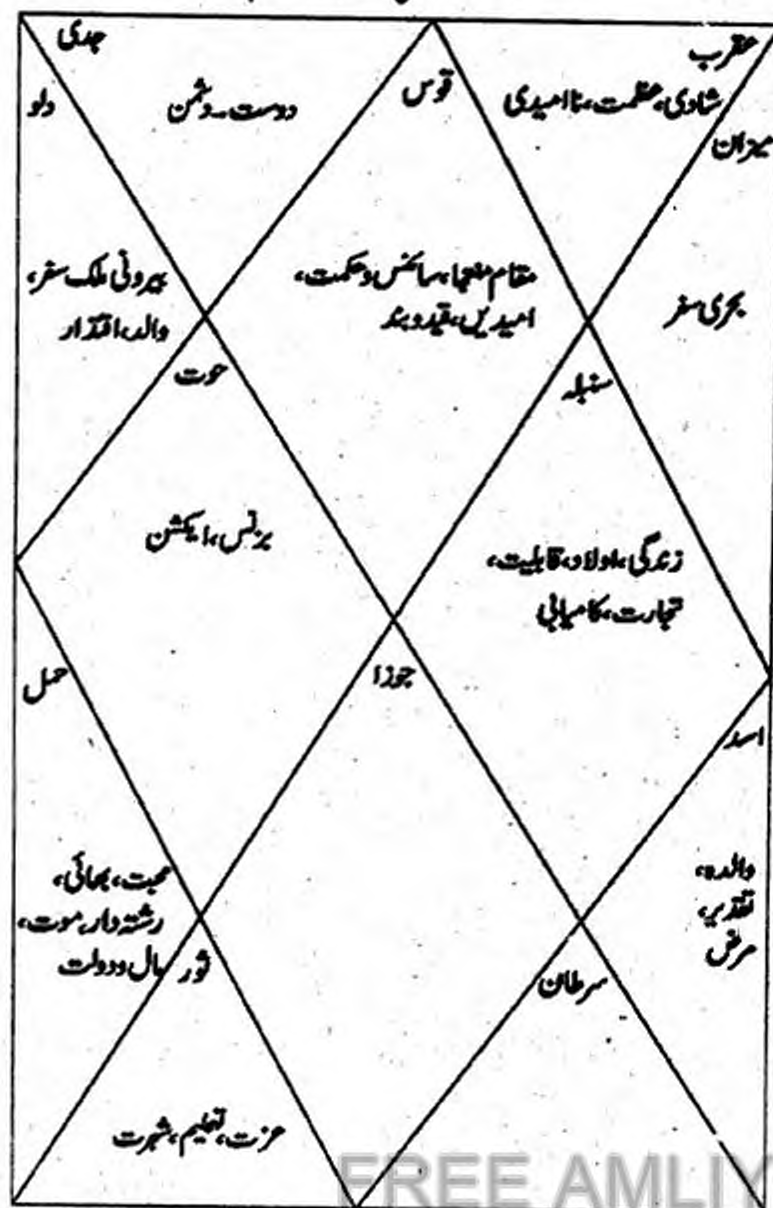 عقرب
شادی، عظمت، ناامیدی
میزان
قوس
جدی
دوست۔ دشمن
دلو
مقام منتہا، سائنس و حکمت،
امیدیں، قید و بند
بحری سفر
بیرونی ملک سفر،
والد، اقتدار
حوت
سنبلہ
بزنس، ایکشن
زندگی، اولاد، قابلیت،
تجارت، کامیابی
جوزا
حمل
اسد
والدہ،
تقدیر،
مرض
محبت، بھائی،
رشتہ دار، موت،
مال و دولت
ثور
سرطان
عزت، تعلیم، شہرت
FREE AMLIY